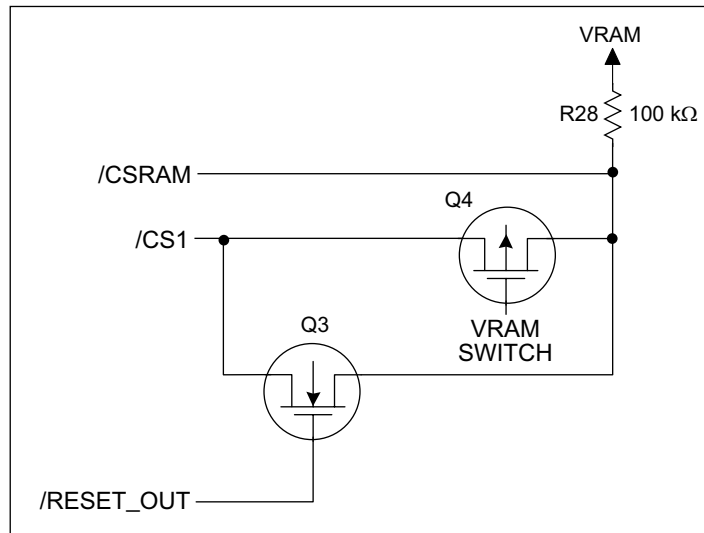 VRAM
R28 100 kΩ
/CSRAM
Q4
/CS1
VRAM
SWITCH
Q3
/RESET_OUT